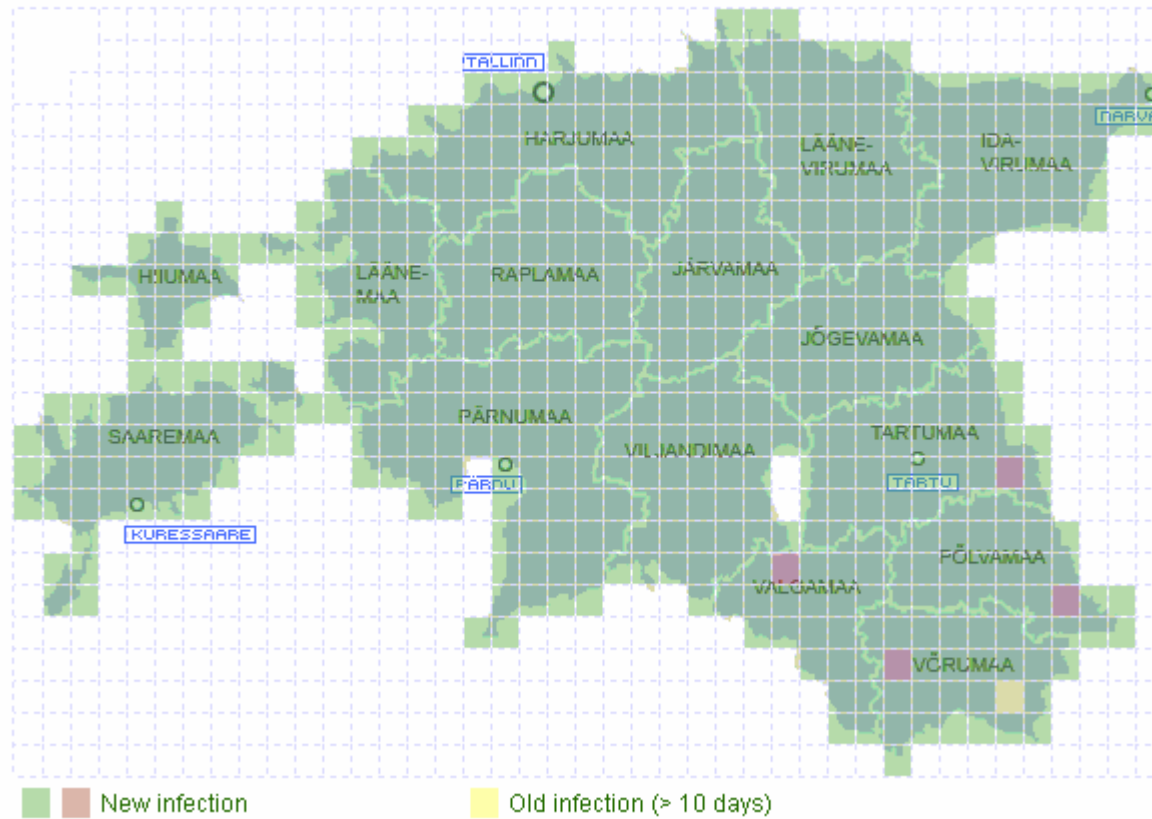 TALLINN
NARVA
HARJUMAA
LÄÄNE-
VIRUMAA
IDA-
VIRUMAA
HIIUMAA
LÄÄNE-
MAA
RAPLAMAA
JÄRVAMAA
JÕGEVAMAA
SAAREMAA
PÄRNUMAA
VILJANDIMAA
TARTUMAA
PÄRNU
TARTU
KURESSAARE
PÕLVAMAA
VALGAMAA
VÕRUMAA
New infection
Old infection (> 10 days)